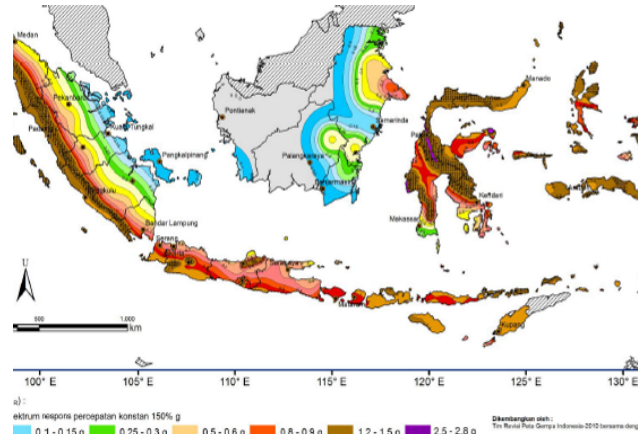 Medan
Pekanbaru
Padang
Kuala Tungkal
Bengkulu
Pangkalpinang
Bandar Lampung
Serang
Pontianak
Palangkaraya
Banjarmasin
Samarinda
Manado
Kendari
Makassar
Mataram
Kupang
N
500
1,000
km
100° E
105° E
110° E
115° E
120° E
125° E
130° E
a) :
ektrum respons percepatan konstan 150% g
0.1 - 0.15 g
0.25 - 0.3 g
0.5 - 0.6 g
0.8 - 0.9 g
1.2 - 1.5 g
2.5 - 2.8 g
Dikembangkan oleh :
Tim Revisi Peta Gempa Indonesia-2010 bersama deng